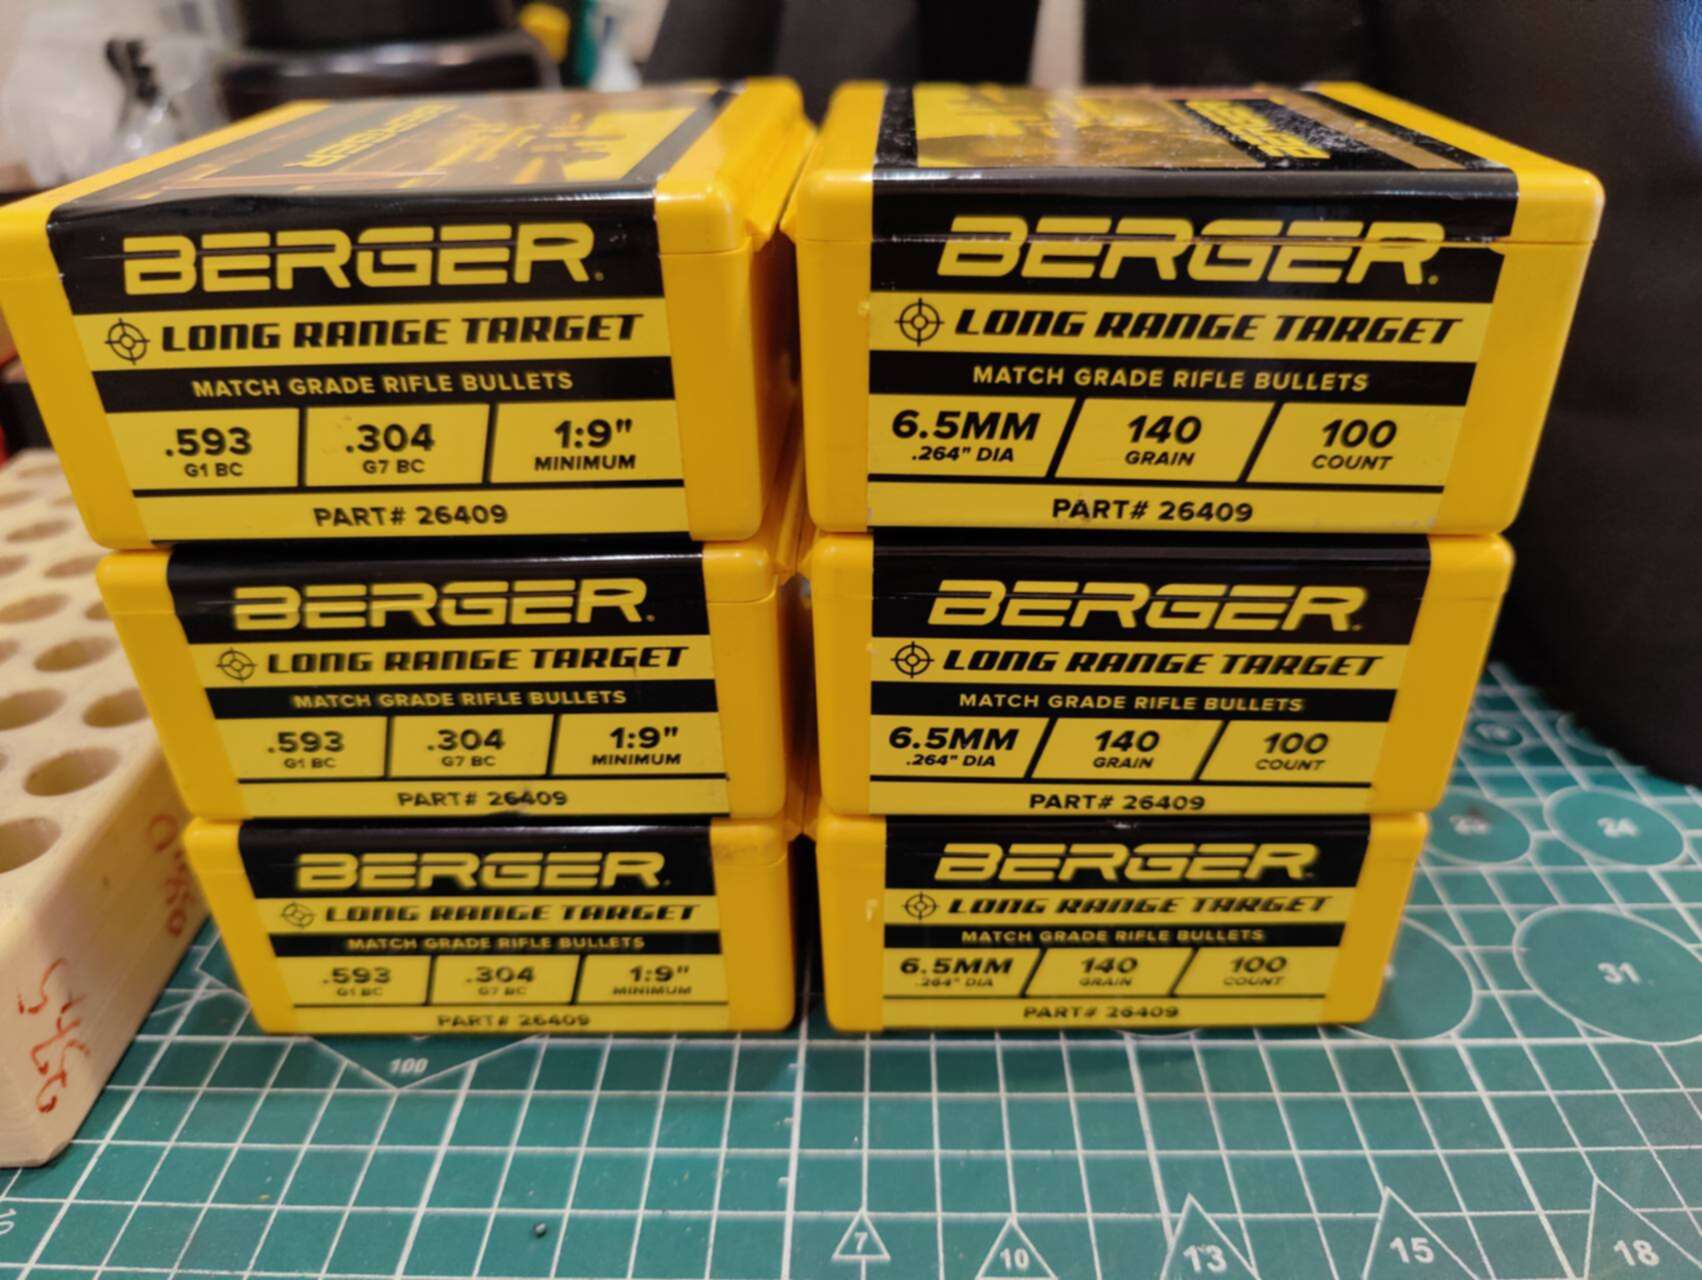 BERGER.
LONG RANGE TARGET
MATCH GRADE RIFLE BULLETS
.593 .304 1:9"
G1 BC G7 BC MINIMUM
PART# 26409
BERGER.
LONG RANGE TARGET
MATCH GRADE RIFLE BULLETS
6.5MM 140 100
.264" DIA GRAIN COUNT
PART# 26409
BERGER.
LONG RANGE TARGET
MATCH GRADE RIFLE BULLETS
.593 .304 1:9"
G1 BC G7 BC MINIMUM
PART# 26409
BERGER.
LONG RANGE TARGET
MATCH GRADE RIFLE BULLETS
6.5MM 140 100
.264" DIA GRAIN COUNT
PART# 26409
BERGER.
LONG RANGE TARGET
MATCH GRADE RIFLE BULLETS
.593 .304 1:9"
G1 BC G7 BC MINIMUM
PART# 26409
BERGER.
LONG RANGE TARGET
MATCH GRADE RIFLE BULLETS
6.5MM 140 100
.264" DIA GRAIN COUNT
PART# 26409
BERGER
BERGER
24
31
100
7 10 13 15 18